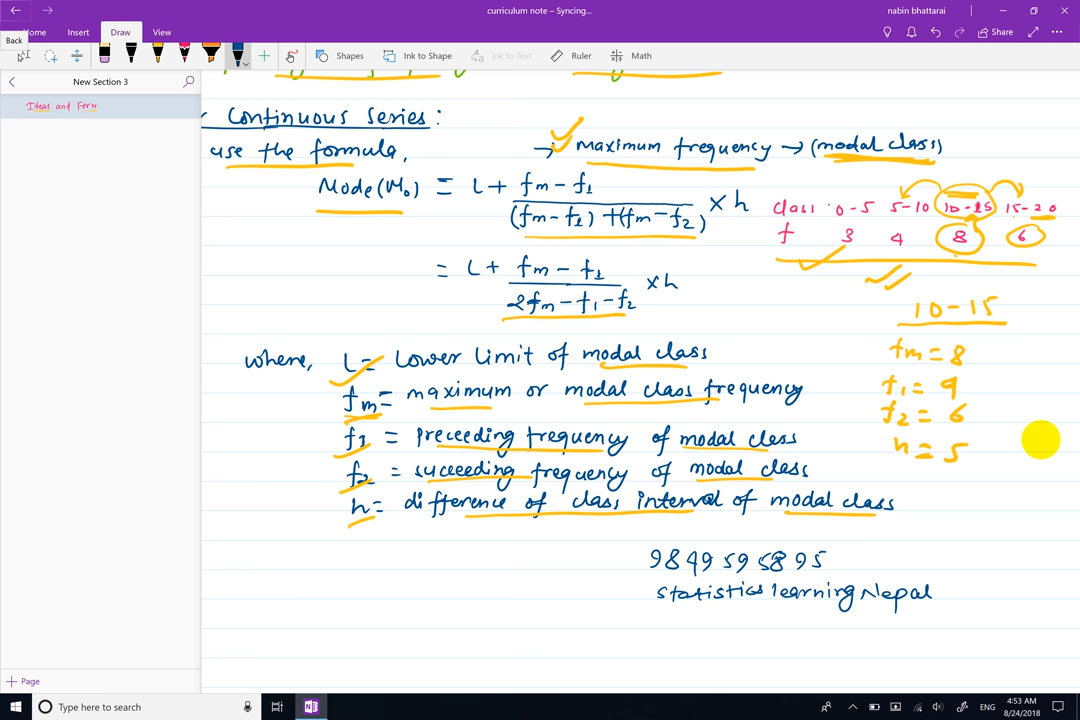 curriculum note – Syncing...
nabin bhattarai
Back
Home
Insert
Draw
View
Share
Shapes
Ink to Shape
Ink to Text
Ruler
Math
New Section 3
Ideas and Form
Continuous Series:
use the formula,
→ maximum frequency → (modal class)
Mode(Mo) = L + fm - f1 / (fm - f1) + (fm - f2) × h
class : 0-5 5-10 10-15 15-20
f 3 4 8 6
= L + fm - f1 / 2fm - f1 - f2 × h
10-15
where, L = Lower Limit of modal class
fm = 8
fm = maximum or modal class frequency
f1 = 4
f2 = 6
f1 = preceeding frequency of modal class
h = 5
f2 = succeeding frequency of modal class
h = difference of class interval of modal class
9849595895
statistics learning Nepal
+ Page
Type here to search
ENG
4:53 AM
8/24/2018